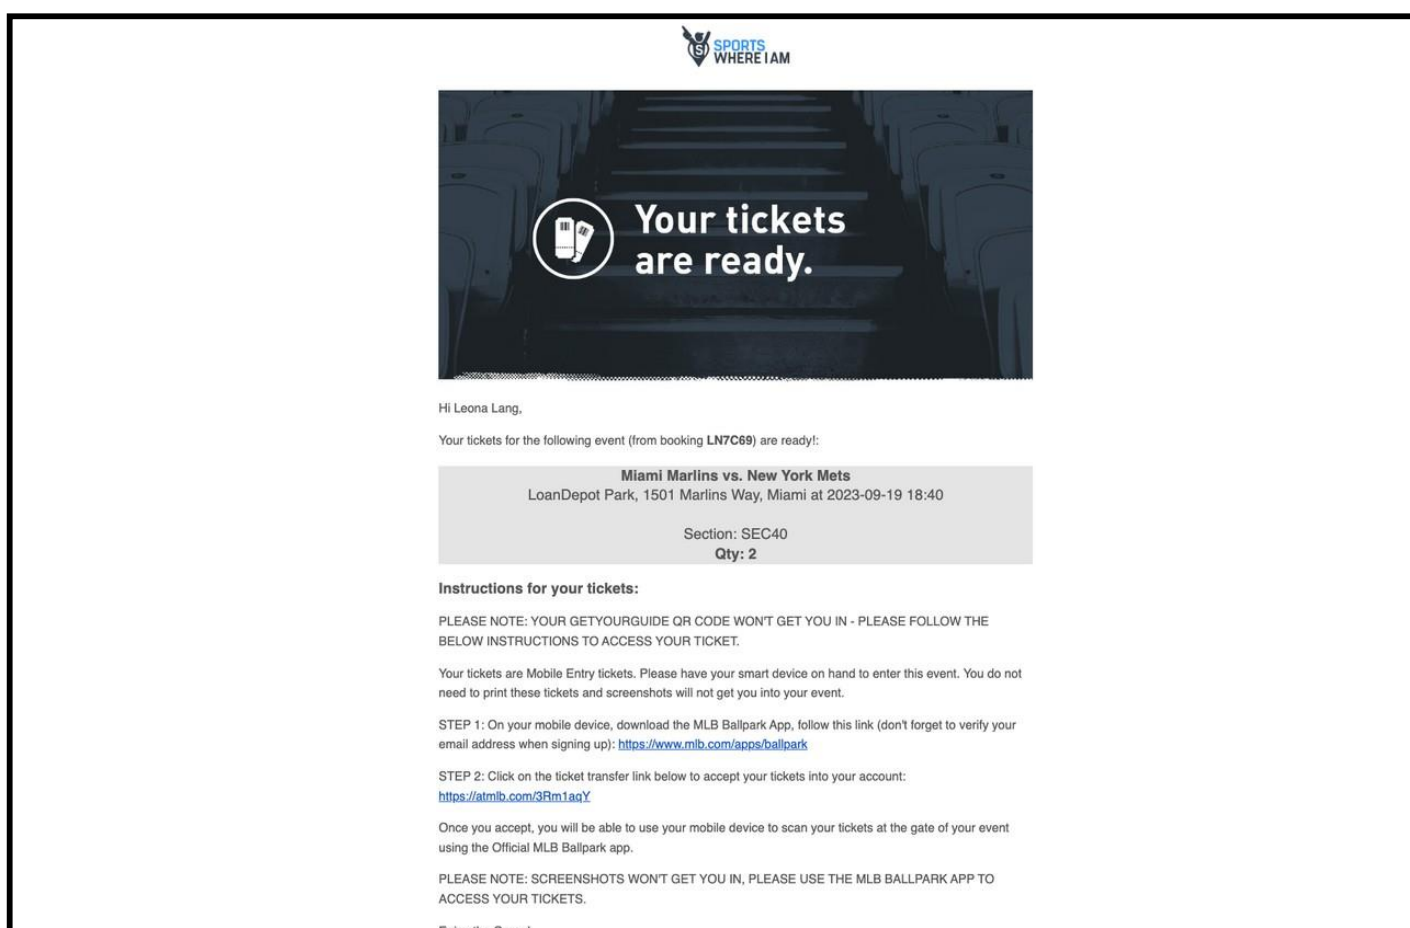 SPORTS
WHERE I AM
Your tickets
are ready.
Hi Leona Lang,
Your tickets for the following event (from booking LN7C69) are ready!:
Miami Marlins vs. New York Mets
LoanDepot Park, 1501 Marlins Way, Miami at 2023-09-19 18:40
Section: SEC40
Qty: 2
Instructions for your tickets:
PLEASE NOTE: YOUR GETYOURGUIDE QR CODE WON'T GET YOU IN - PLEASE FOLLOW THE
BELOW INSTRUCTIONS TO ACCESS YOUR TICKET.
Your tickets are Mobile Entry tickets. Please have your smart device on hand to enter this event. You do not
need to print these tickets and screenshots will not get you into your event.
STEP 1: On your mobile device, download the MLB Ballpark App, follow this link (don't forget to verify your
email address when signing up): https://www.mlb.com/apps/ballpark
STEP 2: Click on the ticket transfer link below to accept your tickets into your account:
https://atmlb.com/3Rm1aqY
Once you accept, you will be able to use your mobile device to scan your tickets at the gate of your event
using the Official MLB Ballpark app.
PLEASE NOTE: SCREENSHOTS WON'T GET YOU IN, PLEASE USE THE MLB BALLPARK APP TO
ACCESS YOUR TICKETS.